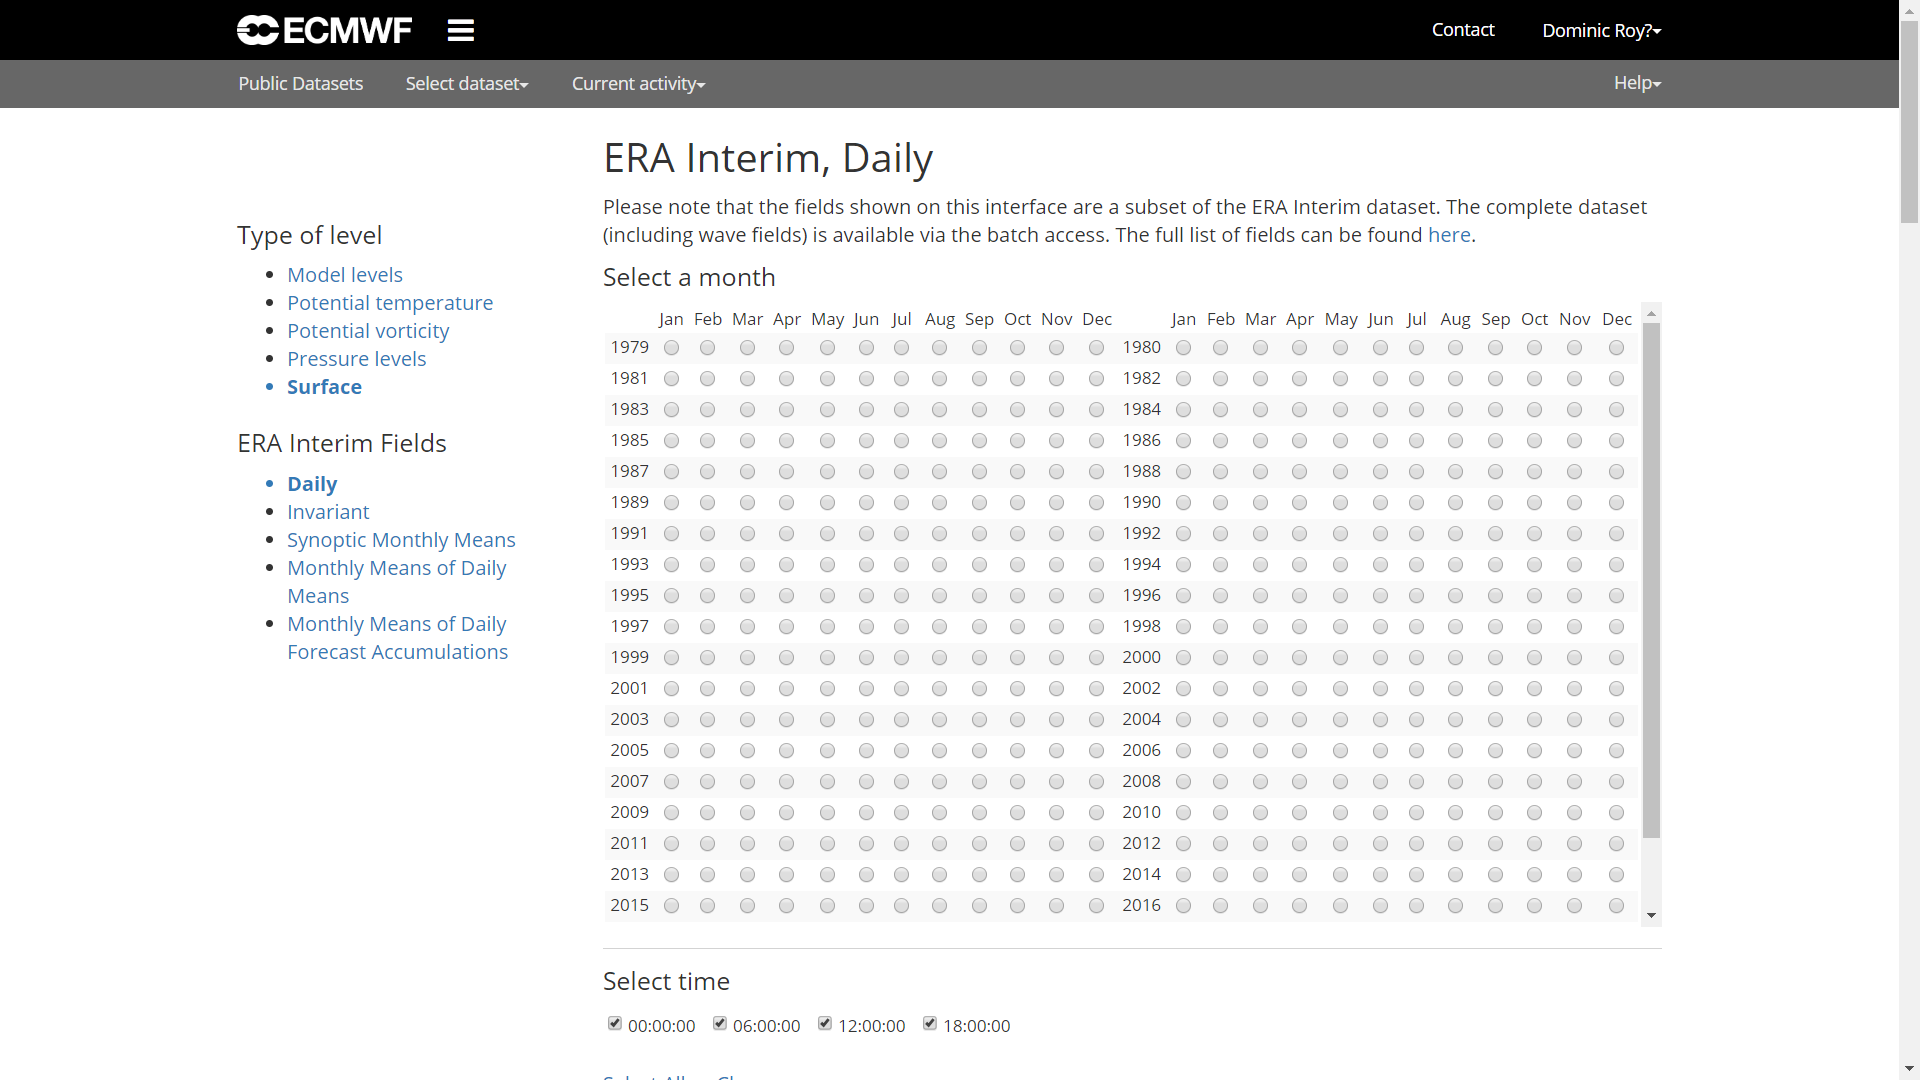 ECMWF
Contact
Dominic Roy?
Public Datasets
Select dataset
Current activity
Help
Type of level
Model levels
Potential temperature
Potential vorticity
Pressure levels
Surface
ERA Interim Fields
Daily
Invariant
Synoptic Monthly Means
Monthly Means of Daily
Means
Monthly Means of Daily
Forecast Accumulations
ERA Interim, Daily
Please note that the fields shown on this interface are a subset of the ERA Interim dataset. The complete dataset
(including wave fields) is available via the batch access. The full list of fields can be found here.
Select a month
Jan Feb Mar Apr May Jun Jul Aug Sep Oct Nov Dec Jan Feb Mar Apr May Jun Jul Aug Sep Oct Nov Dec
1979 1980
1981 1982
1983 1984
1985 1986
1987 1988
1989 1990
1991 1992
1993 1994
1995 1996
1997 1998
1999 2000
2001 2002
2003 2004
2005 2006
2007 2008
2009 2010
2011 2012
2013 2014
2015 2016
Select time
00:00:00 06:00:00 12:00:00 18:00:00